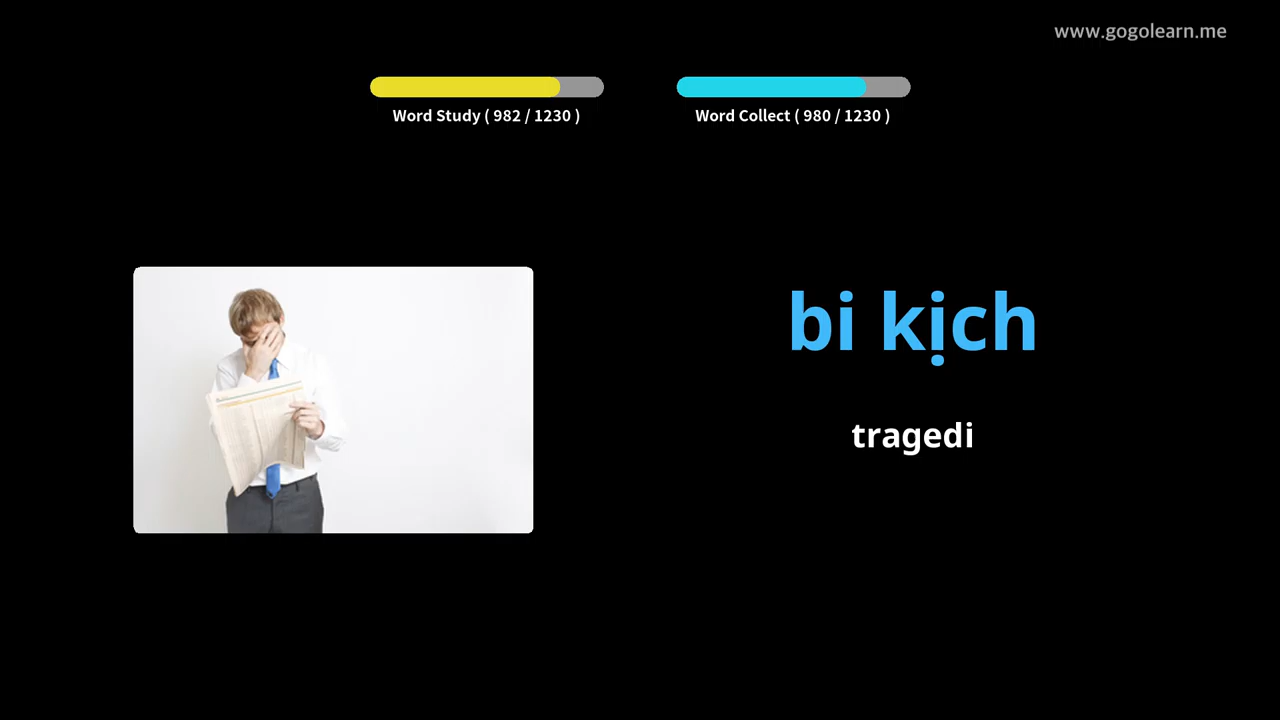 www.gogolearn.me
Word Study ( 982 / 1230 )
Word Collect ( 980 / 1230 )
bi kịch
tragedi